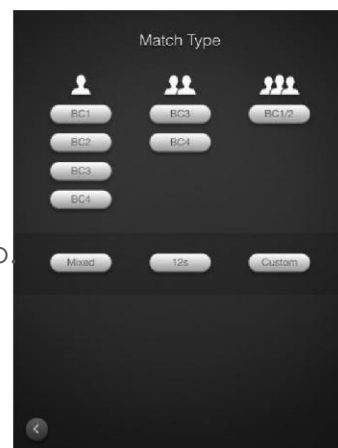 Match Type
BC1 BC3 BC1/2
BC2 BC4
BC3
BC4
Mixed 12s Custom